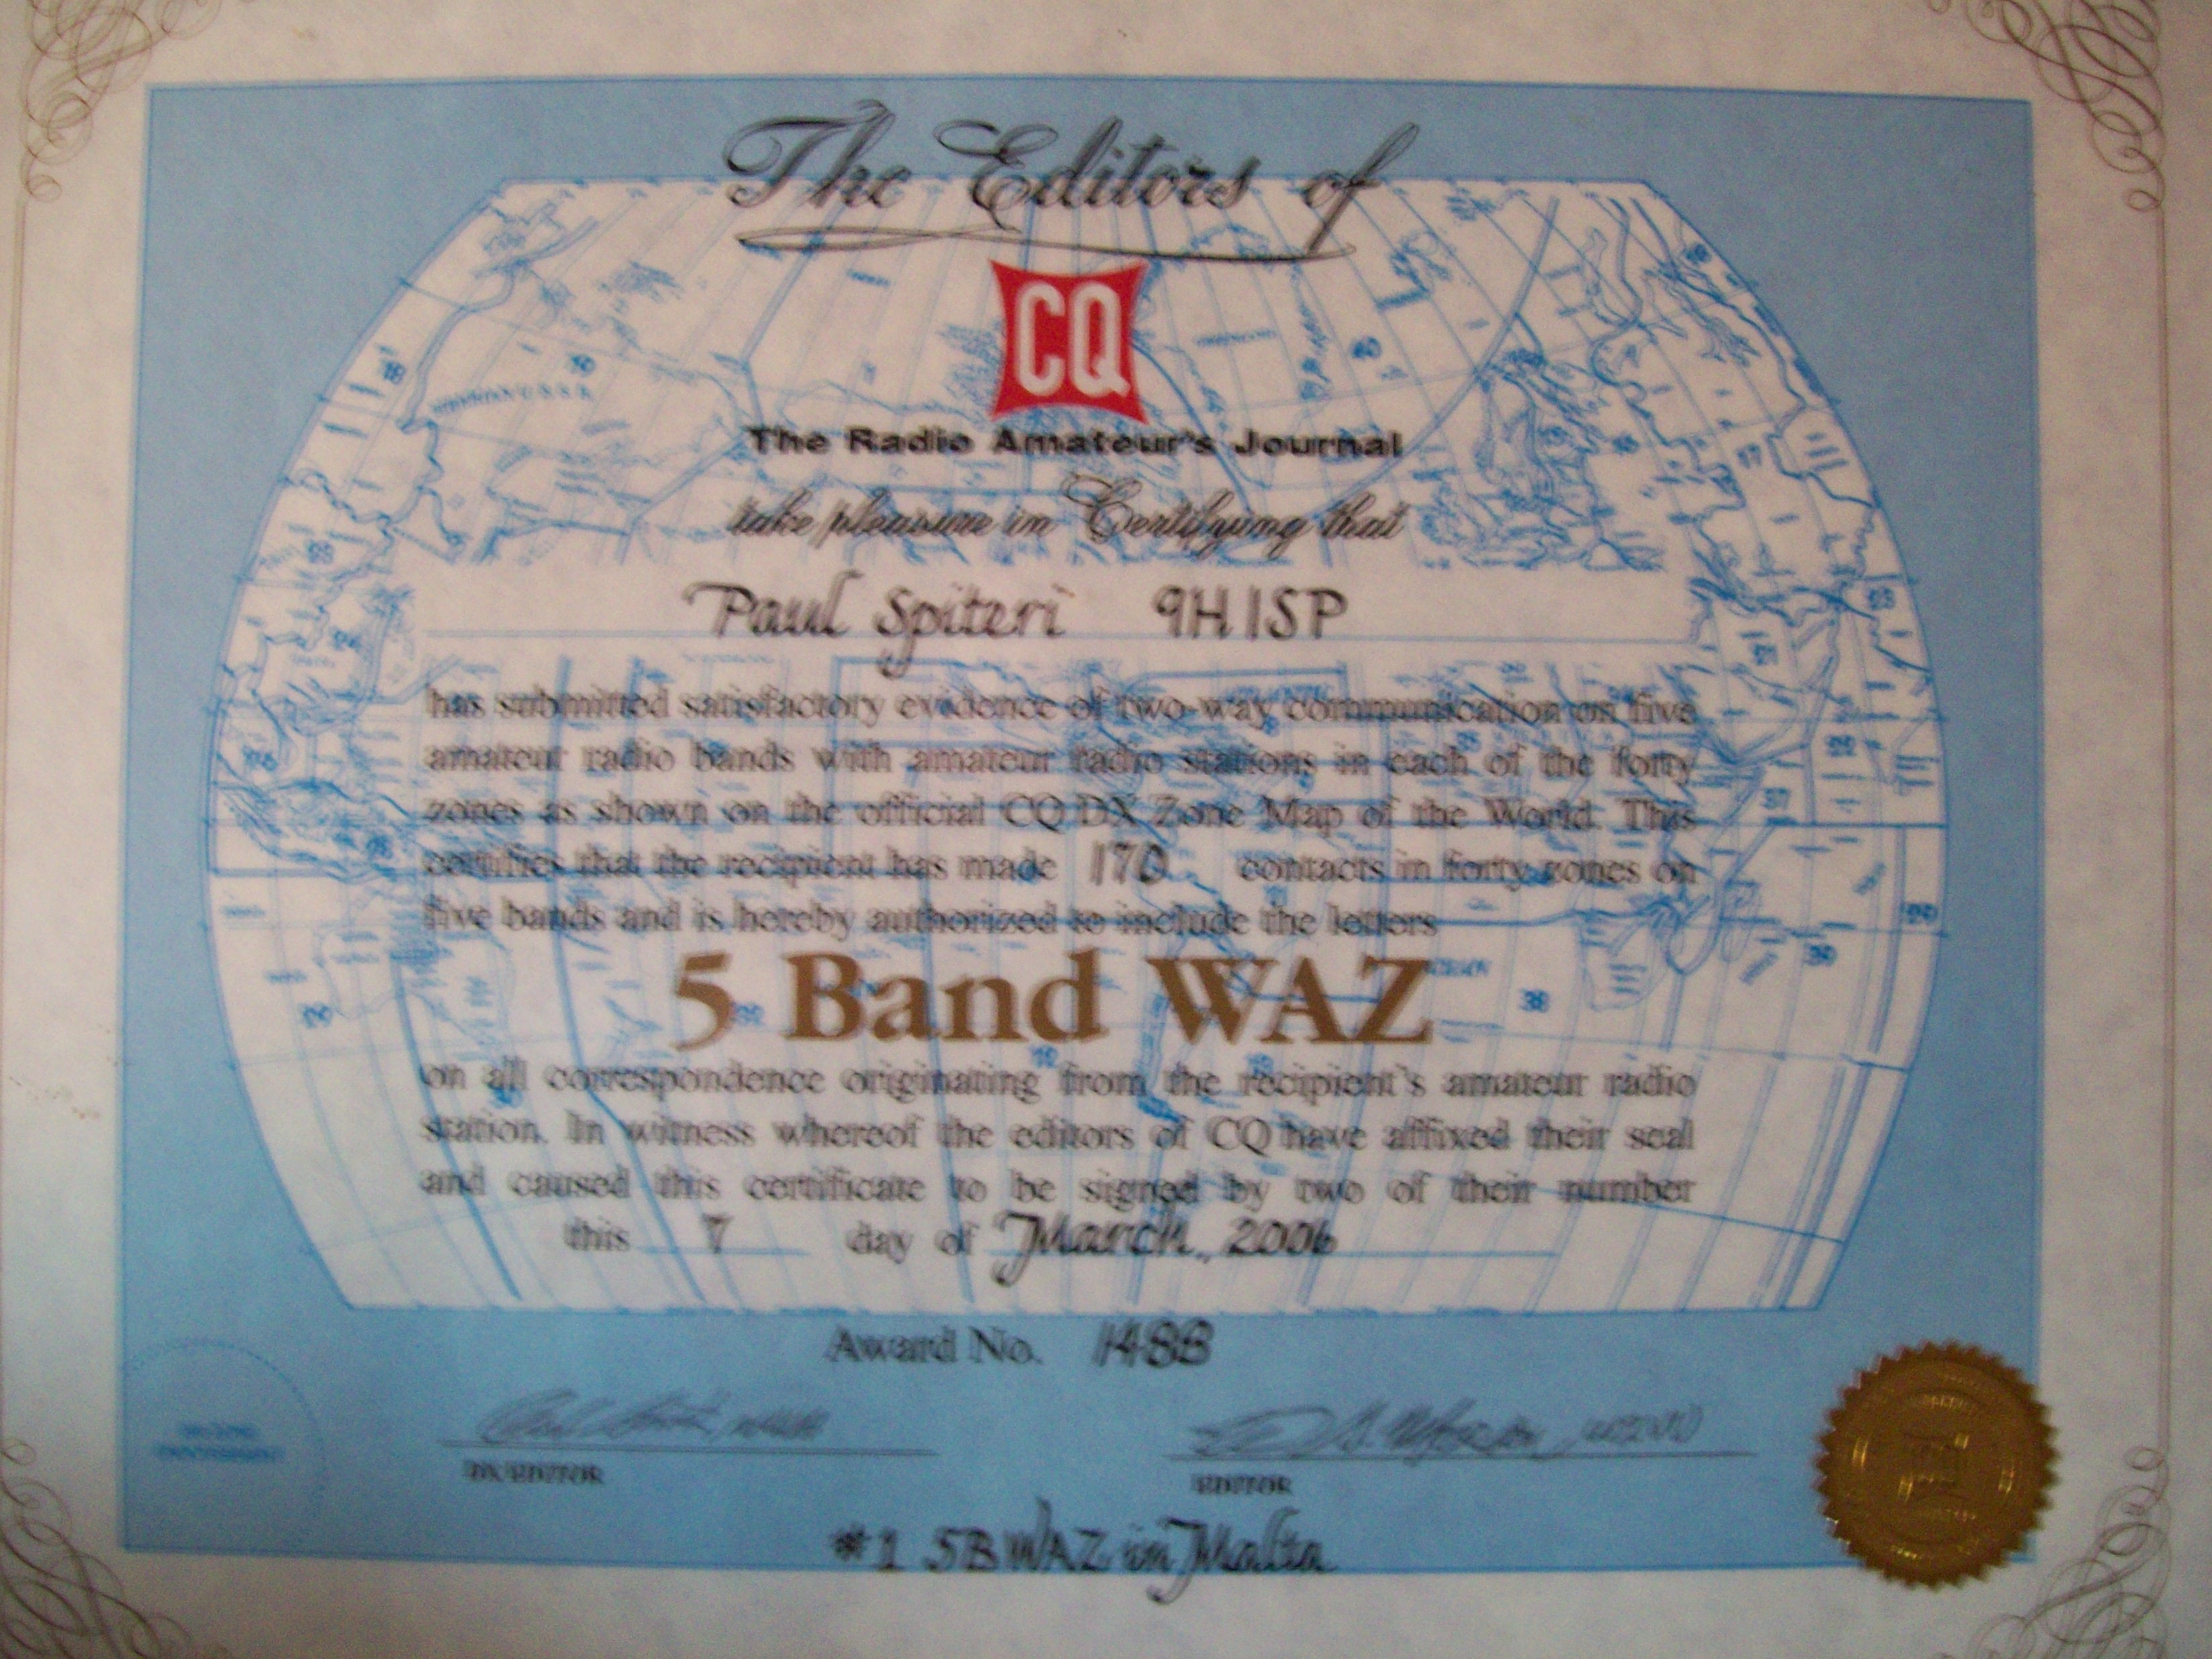 The Editors of
CQ
The Radio Amateur's Journal
take pleasure in Certifying that
Paul Spiteri 9H1SP
has submitted satisfactory evidence of two-way communication on five
amateur radio bands with amateur radio stations in each of the forty
zones as shown on the official CQ DX Zone Map of the World. This
certifies that the recipient has made 170 contacts in forty zones on
five bands and is hereby authorized to include the letters
5 Band WAZ
on all correspondence originating from the recipient's amateur radio
station. In witness whereof the editors of CQ have affixed their seal
and caused this certificate to be signed by two of their number
this 7 day of March, 2006
Award No. 1488
DX EDITOR
EDITOR
#1 5B WAZ in Malta